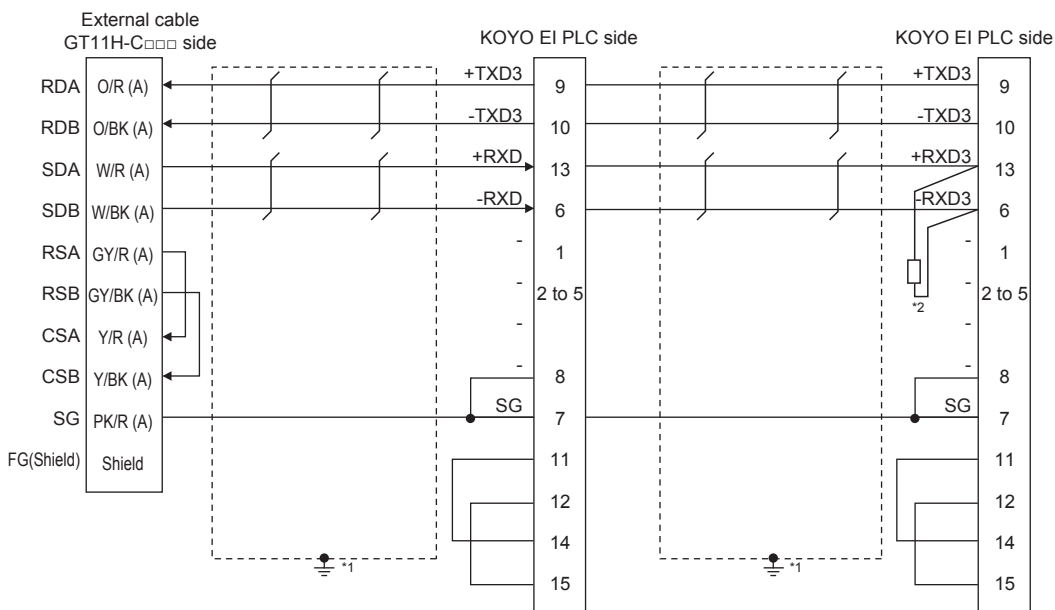 External cable
GT11H-C□□□ side
KOYO EI PLC side
KOYO EI PLC side
RDA O/R (A) +TXD3 9 +TXD3 9
RDB O/BK (A) -TXD3 10 -TXD3 10
SDA W/R (A) +RXD 13 +RXD3 13
SDB W/BK (A) -RXD 6 -RXD3 6
RSA GY/R (A) - 1 - 1
RSB GY/BK (A) - 2 to 5 - 2 to 5
*2
CSA Y/R (A) - -
CSB Y/BK (A) - 8 8
SG PK/R (A) SG 7 SG 7
FG(Shield) Shield 11 11
12 12
14 14
*1 *1
15 15